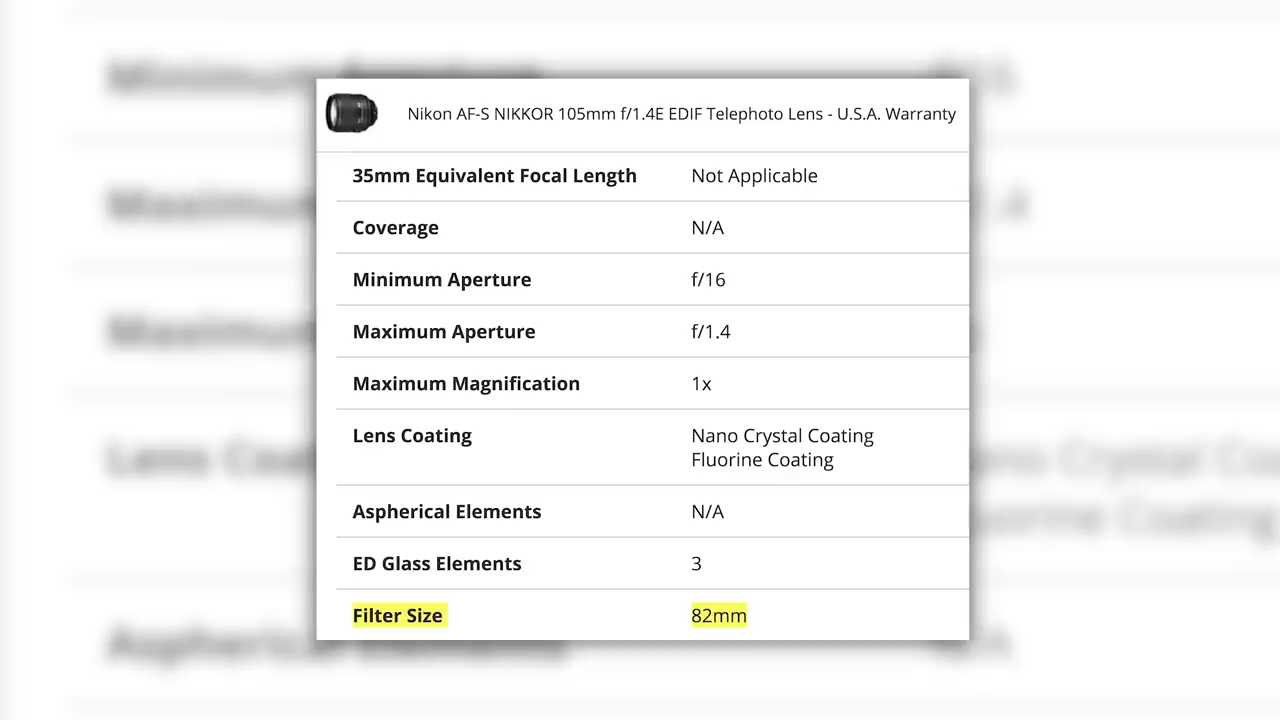 Nikon AF-S NIKKOR 105mm f/1.4E EDIF Telephoto Lens - U.S.A. Warranty
35mm Equivalent Focal Length Not Applicable
Coverage N/A
Minimum Aperture f/16
Maximum Aperture f/1.4
Maximum Magnification 1x
Lens Coating Nano Crystal Coating
Fluorine Coating
Aspherical Elements N/A
ED Glass Elements 3
Filter Size 82mm